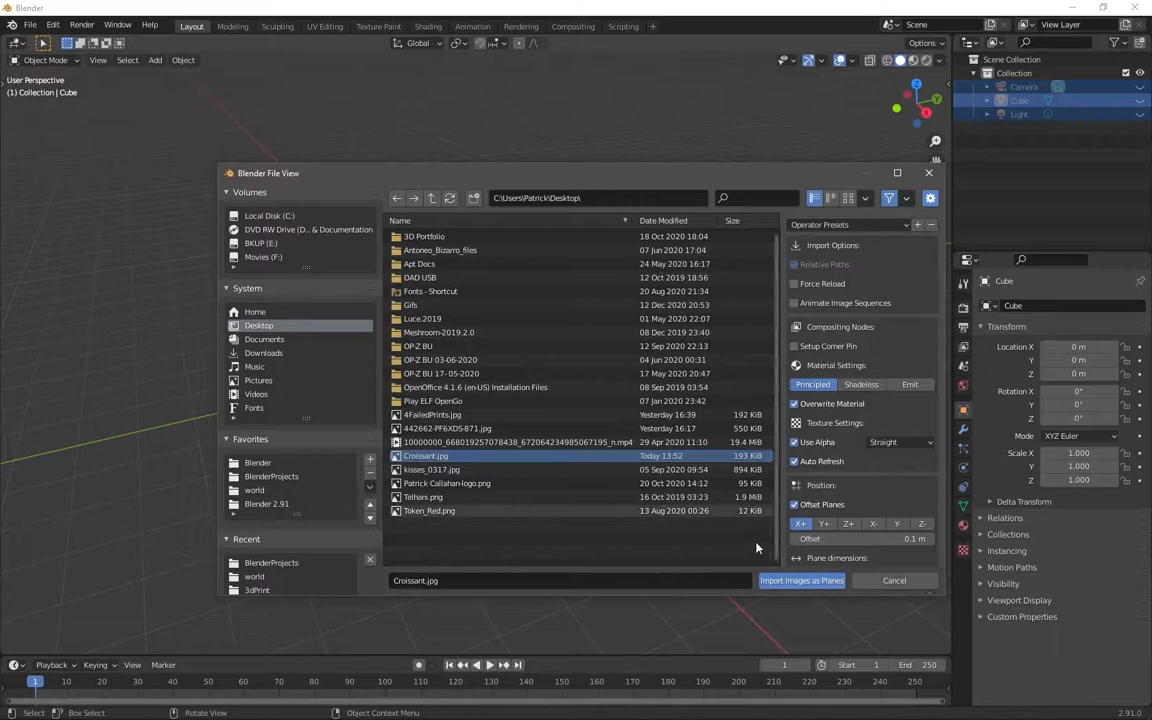 Blender
File Edit Render Window Help Layout Modeling Sculpting UV Editing Texture Paint Shading Animation Rendering Compositing Scripting + Scene View Layer
Global Options
Object Mode View Select Add Object
User Perspective
(1) Collection | Cube
Z
Y
X
Scene Collection
Collection
Camera
Cube
Light
Blender File View
Volumes
Local Disk (C:)
DVD RW Drive (D... & Documentation
BKUP (E:)
Movies (F:)
System
Home
Desktop
Documents
Downloads
Music
Pictures
Videos
Fonts
Favorites
Blender
BlenderProjects
world
Blender 2.91
Recent
BlenderProjects
world
3dPrint
C:\Users\Patrick\Desktop\
Name Date Modified Size
3D Portfolio 18 Oct 2020 18:04
Antoneo_Bizarro_files 07 Jun 2020 17:04
Apt Docs 24 May 2020 16:17
DAD USB 12 Oct 2019 18:56
Fonts - Shortcut 20 Aug 2020 21:34
Gifs 12 Dec 2020 20:53
Luce.2019 01 May 2020 22:07
Meshroom-2019.2.0 08 Dec 2019 23:40
OP-Z BU 12 Sep 2020 22:13
OP-Z BU 03-06-2020 04 Jun 2020 00:31
OP-Z BU 17- 05-2020 17 May 2020 20:47
OpenOffice 4.1.6 (en-US) Installation Files 08 Sep 2019 03:54
Play ELF OpenGo 07 Jan 2020 23:42
4FailedPrints.jpg Yesterday 16:39 192 KiB
442662-PF6XDS-871.jpg Yesterday 16:17 550 KiB
10000000_668019257078438_672064234985067195_n.mp4 29 Apr 2020 11:10 19.4 MiB
Croissant.jpg Today 13:52 193 KiB
kisses_0317.jpg 05 Sep 2020 09:54 894 KiB
Patrick Callahan-logo.png 20 Oct 2020 14:12 95 KiB
Telhani.png 16 Oct 2019 03:23 1.9 MiB
Token_Red.png 13 Aug 2020 00:26 12 KiB
Croissant.jpg
Operator Presets + −
Import Options:
Relative Paths
Force Reload
Animate Image Sequences
Compositing Nodes:
Setup Corner Pin
Material Settings:
Principled Shadeless Emit
Overwrite Material
Texture Settings:
Use Alpha Straight
Auto Refresh
Position:
Offset Planes
X+ Y+ Z+ X- Y- Z-
Offset 0.1 m
Plane dimensions:
Import Images as Planes Cancel
Cube
Cube
Transform
Location X 0 m
Y 0 m
Z 0 m
Rotation X 0°
Y 0°
Z 0°
Mode XYZ Euler
Scale X 1.000
Y 1.000
Z 1.000
Delta Transform
Relations
Collections
Instancing
Motion Paths
Visibility
Viewport Display
Custom Properties
Playback Keying View Marker 1 Start 1 End 250
1 10 20 30 40 50 60 70 80 90 100 110 120 130 140 150 160 170 180 190 200 210 220 230 240 250
Select Box Select Rotate View Object Context Menu 2.91.0